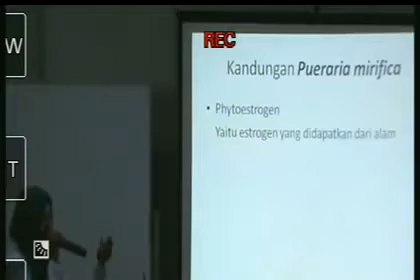 W
REC
Kandungan Pueraria mirifica
• Phytoestrogen
Yaitu estrogen yang didapatkan dari alam
T